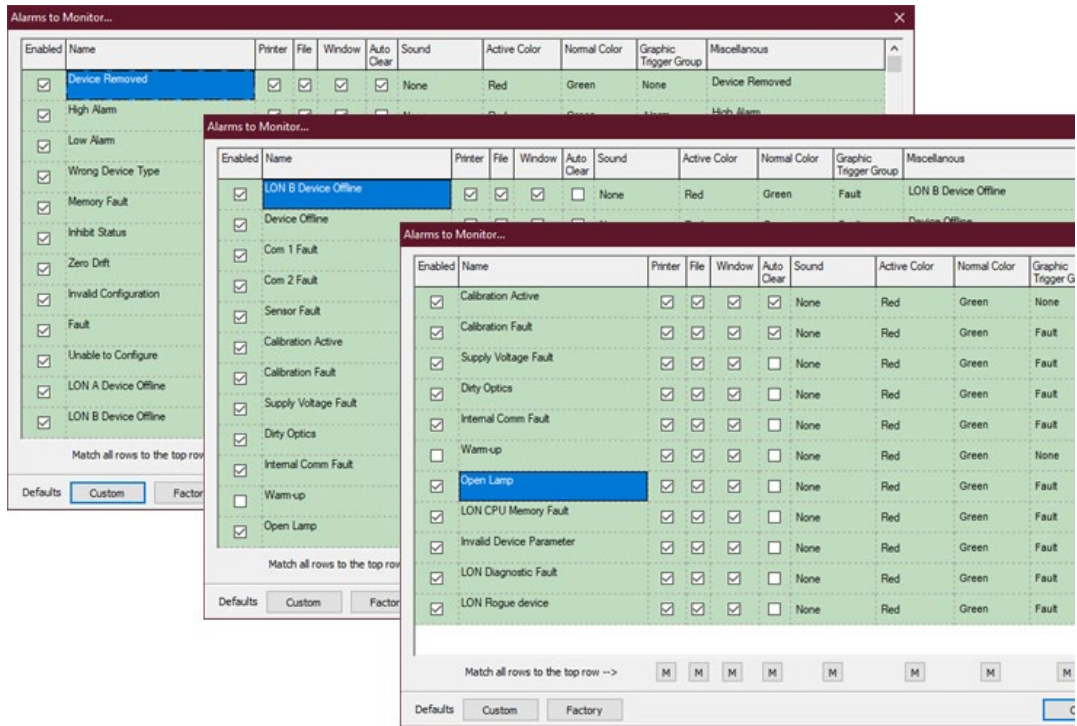 Alarms to Monitor...
Enabled Name Printer File Window Auto Clear Sound Active Color Normal Color Graphic Trigger Group Miscellanous
Device Removed None Red Green None Device Removed
High Alarm
Low Alarm
Wrong Device Type
Memory Fault
Inhibit Status
Zero Drift
Invalid Configuration
Fault
Unable to Configure
LON A Device Offline
LON B Device Offline
Match all rows to the top row
Defaults Custom
Alarms to Monitor...
Enabled Name Printer File Window Auto Clear Sound Active Color Normal Color Graphic Trigger Group Miscellanous
LON B Device Offline None Red Green Fault LON B Device Offline
Device Offline
Com 1 Fault
Com 2 Fault
Sensor Fault
Calibration Active
Calibration Fault
Supply Voltage Fault
Dirty Optics
Internal Comm Fault
Warm-up
Open Lamp
Match all rows to the top row
Defaults Custom
Alarms to Monitor...
Enabled Name Printer File Window Auto Clear Sound Active Color Normal Color Graphic Trigger G
Calibration Active None Red Green None
Calibration Fault None Red Green Fault
Supply Voltage Fault None Red Green Fault
Dirty Optics None Red Green Fault
Internal Comm Fault None Red Green Fault
Warm-up None Red Green None
Open Lamp None Red Green Fault
LON CPU Memory Fault None Red Green Fault
Invalid Device Parameter None Red Green Fault
LON Diagnostic Fault None Red Green Fault
LON Rogue device None Red Green Fault
Match all rows to the top row --> M M M M M M M M
Defaults Custom Factory